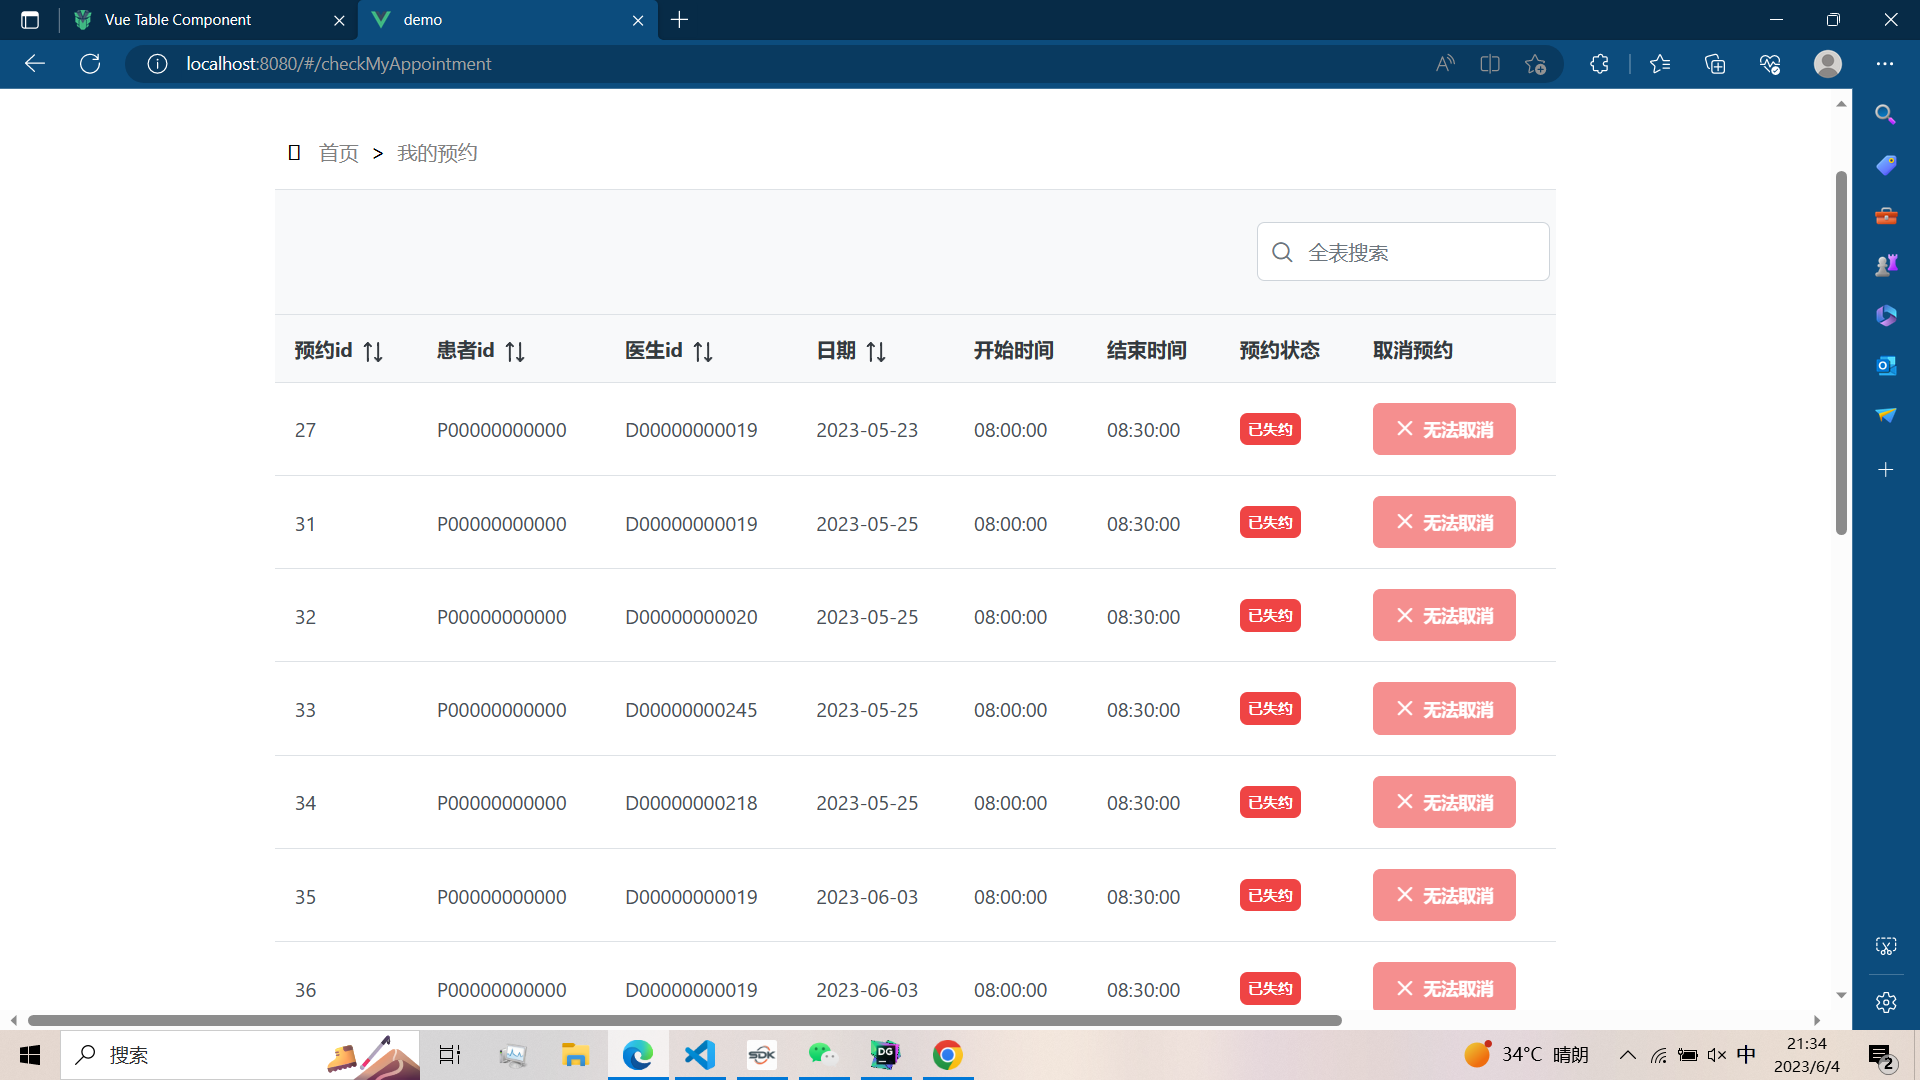 Vue Table Component
demo
localhost:8080/#/checkMyAppointment
首页 > 我的预约
全表搜索
预约id 患者id 医生id 日期 开始时间 结束时间 预约状态 取消预约
27 P00000000000 D00000000019 2023-05-23 08:00:00 08:30:00 已失约 无法取消
31 P00000000000 D00000000019 2023-05-25 08:00:00 08:30:00 已失约 无法取消
32 P00000000000 D00000000020 2023-05-25 08:00:00 08:30:00 已失约 无法取消
33 P00000000000 D00000000245 2023-05-25 08:00:00 08:30:00 已失约 无法取消
34 P00000000000 D00000000218 2023-05-25 08:00:00 08:30:00 已失约 无法取消
35 P00000000000 D00000000019 2023-06-03 08:00:00 08:30:00 已失约 无法取消
36 P00000000000 D00000000019 2023-06-03 08:00:00 08:30:00 已失约 无法取消
搜索
SDK
DG
34°C 晴朗
中
21:34
2023/6/4
2